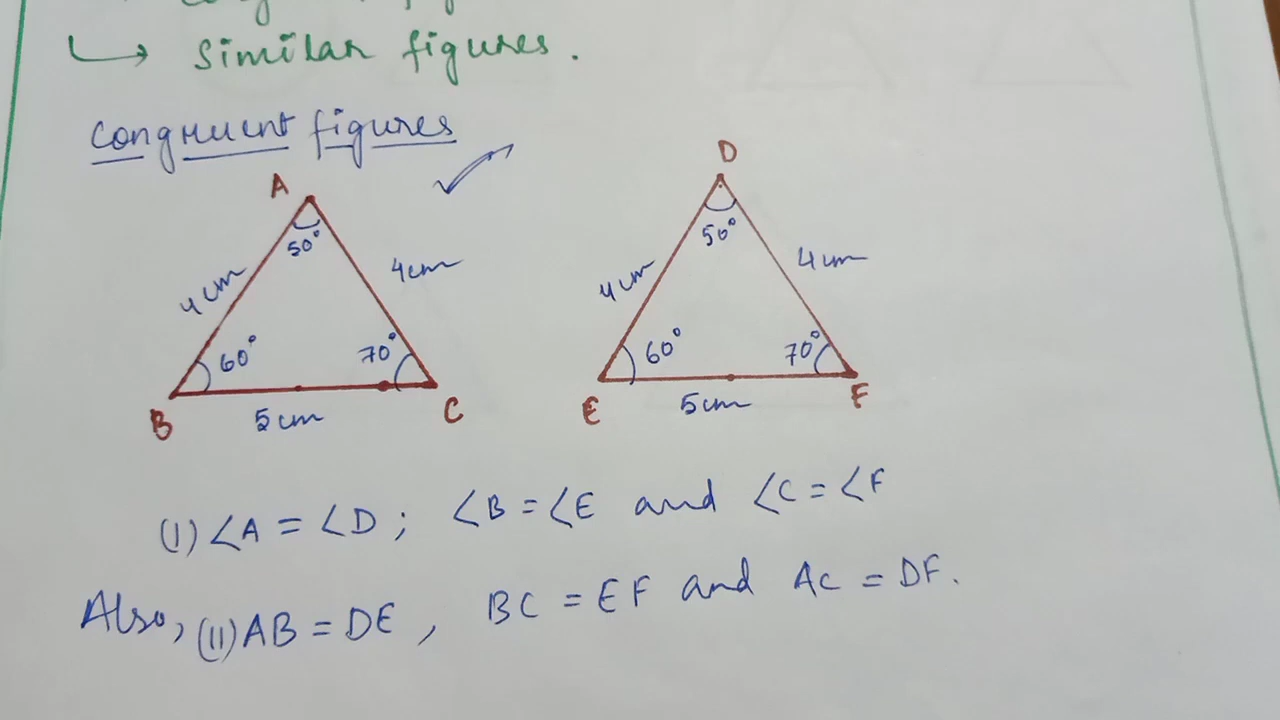 ↳ Similar figures.
Congruent figures
A
D
50°
50°
4cm
4cm
4cm
4cm
60°
70°
60°
70°
B
5cm
C
E
5cm
F
(I) ∠A = ∠D ; ∠B = ∠E and ∠C = ∠F
Also, (II) AB = DE , BC = EF and AC = DF.